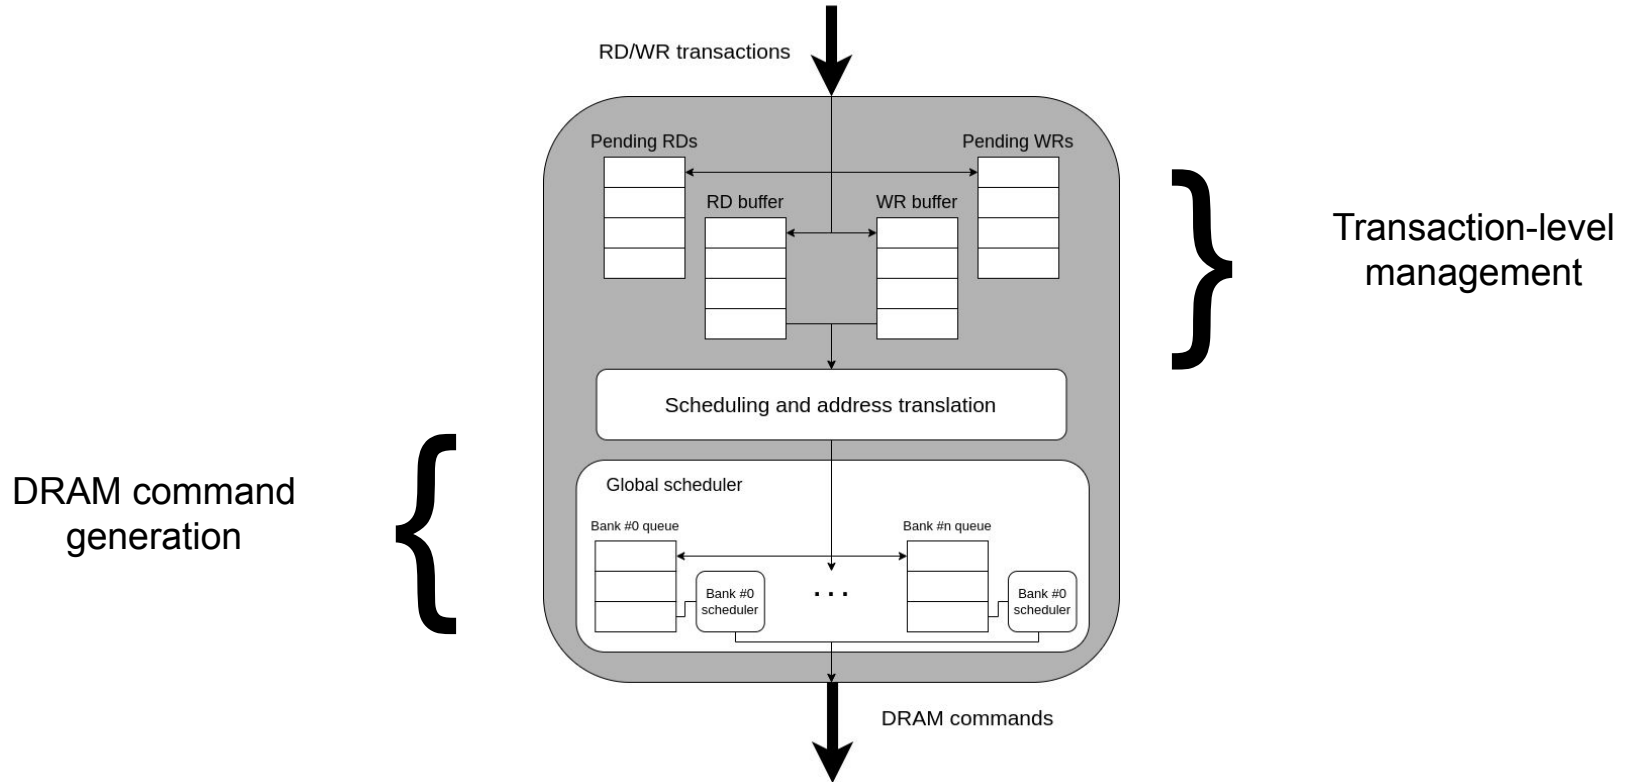 RD/WR transactions
Pending RDs
Pending WRs
RD buffer
WR buffer
Transaction-level
management
Scheduling and address translation
DRAM command
generation
Global scheduler
Bank #0 queue
Bank #n queue
Bank #0
scheduler
. . .
Bank #0
scheduler
DRAM commands